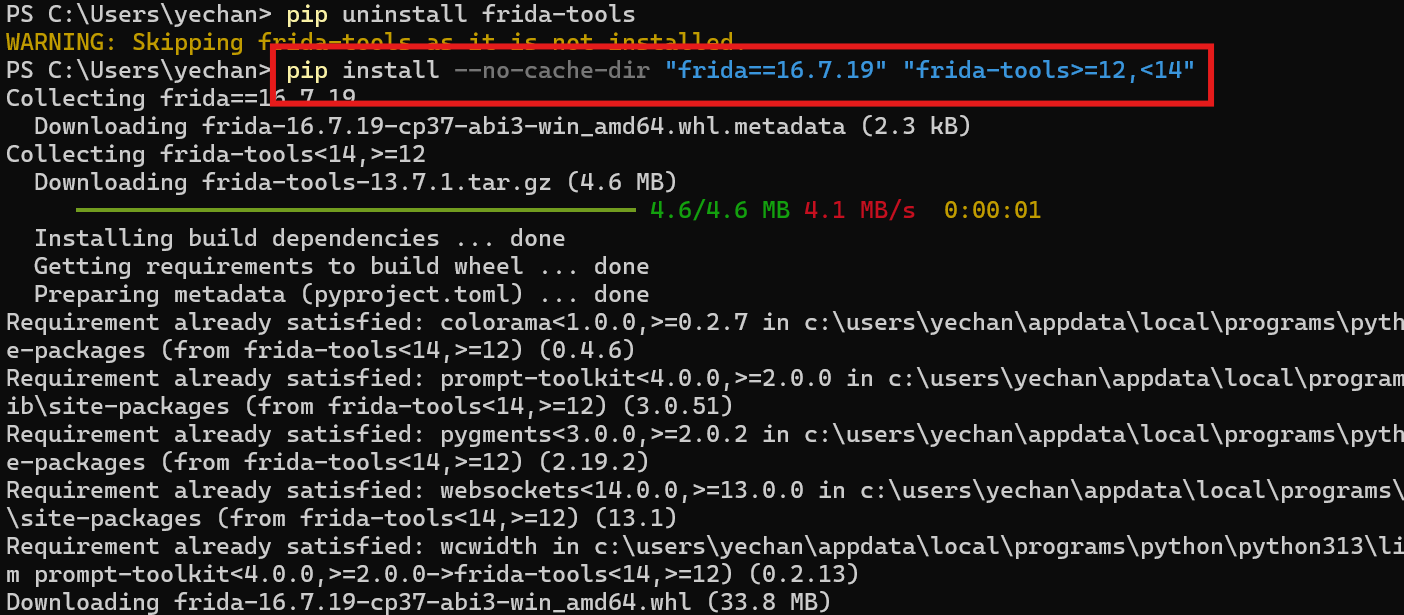 PS C:\Users\yechan> pip uninstall frida-tools
WARNING: Skipping frida-tools as it is not installed.
PS C:\Users\yechan> pip install --no-cache-dir "frida==16.7.19" "frida-tools>=12,<14"
Collecting frida==16.7.19
  Downloading frida-16.7.19-cp37-abi3-win_amd64.whl.metadata (2.3 kB)
Collecting frida-tools<14,>=12
  Downloading frida-tools-13.7.1.tar.gz (4.6 MB)
4.6/4.6 MB 4.1 MB/s  0:00:01
  Installing build dependencies ... done
  Getting requirements to build wheel ... done
  Preparing metadata (pyproject.toml) ... done
Requirement already satisfied: colorama<1.0.0,>=0.2.7 in c:\users\yechan\appdata\local\programs\pyth
e-packages (from frida-tools<14,>=12) (0.4.6)
Requirement already satisfied: prompt-toolkit<4.0.0,>=2.0.0 in c:\users\yechan\appdata\local\program
ib\site-packages (from frida-tools<14,>=12) (3.0.51)
Requirement already satisfied: pygments<3.0.0,>=2.0.2 in c:\users\yechan\appdata\local\programs\pyth
e-packages (from frida-tools<14,>=12) (2.19.2)
Requirement already satisfied: websockets<14.0.0,>=13.0.0 in c:\users\yechan\appdata\local\programs\
\site-packages (from frida-tools<14,>=12) (13.1)
Requirement already satisfied: wcwidth in c:\users\yechan\appdata\local\programs\python\python313\li
m prompt-toolkit<4.0.0,>=2.0.0->frida-tools<14,>=12) (0.2.13)
Downloading frida-16.7.19-cp37-abi3-win_amd64.whl (33.8 MB)